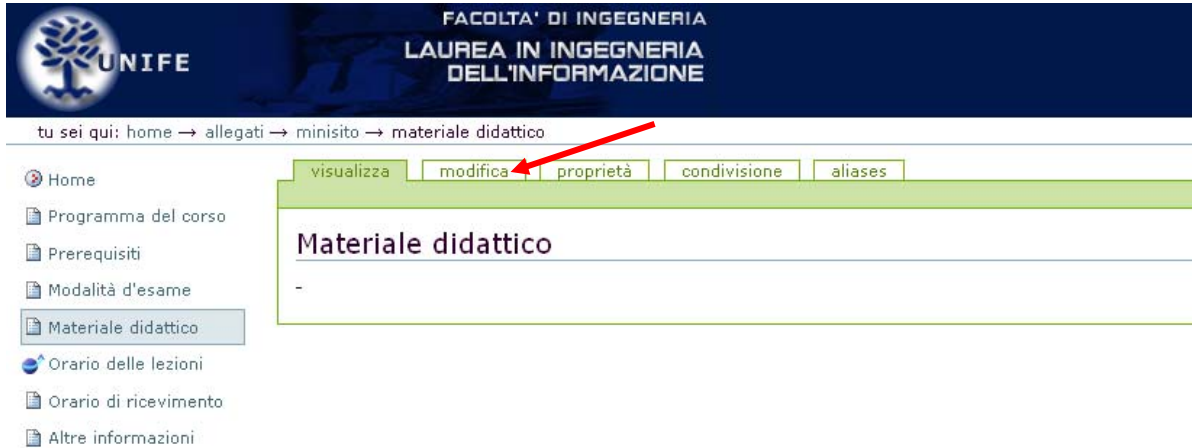 FACOLTA' DI INGEGNERIA
UNIFE
LAUREA IN INGEGNERIA
DELL'INFORMAZIONE
tu sei qui: home → allegati → minisito → materiale didattico
Home
Programma del corso
Prerequisiti
Modalità d'esame
Materiale didattico
Orario delle lezioni
Orario di ricevimento
Altre informazioni
visualizza modifica proprietà condivisione aliases
Materiale didattico
-